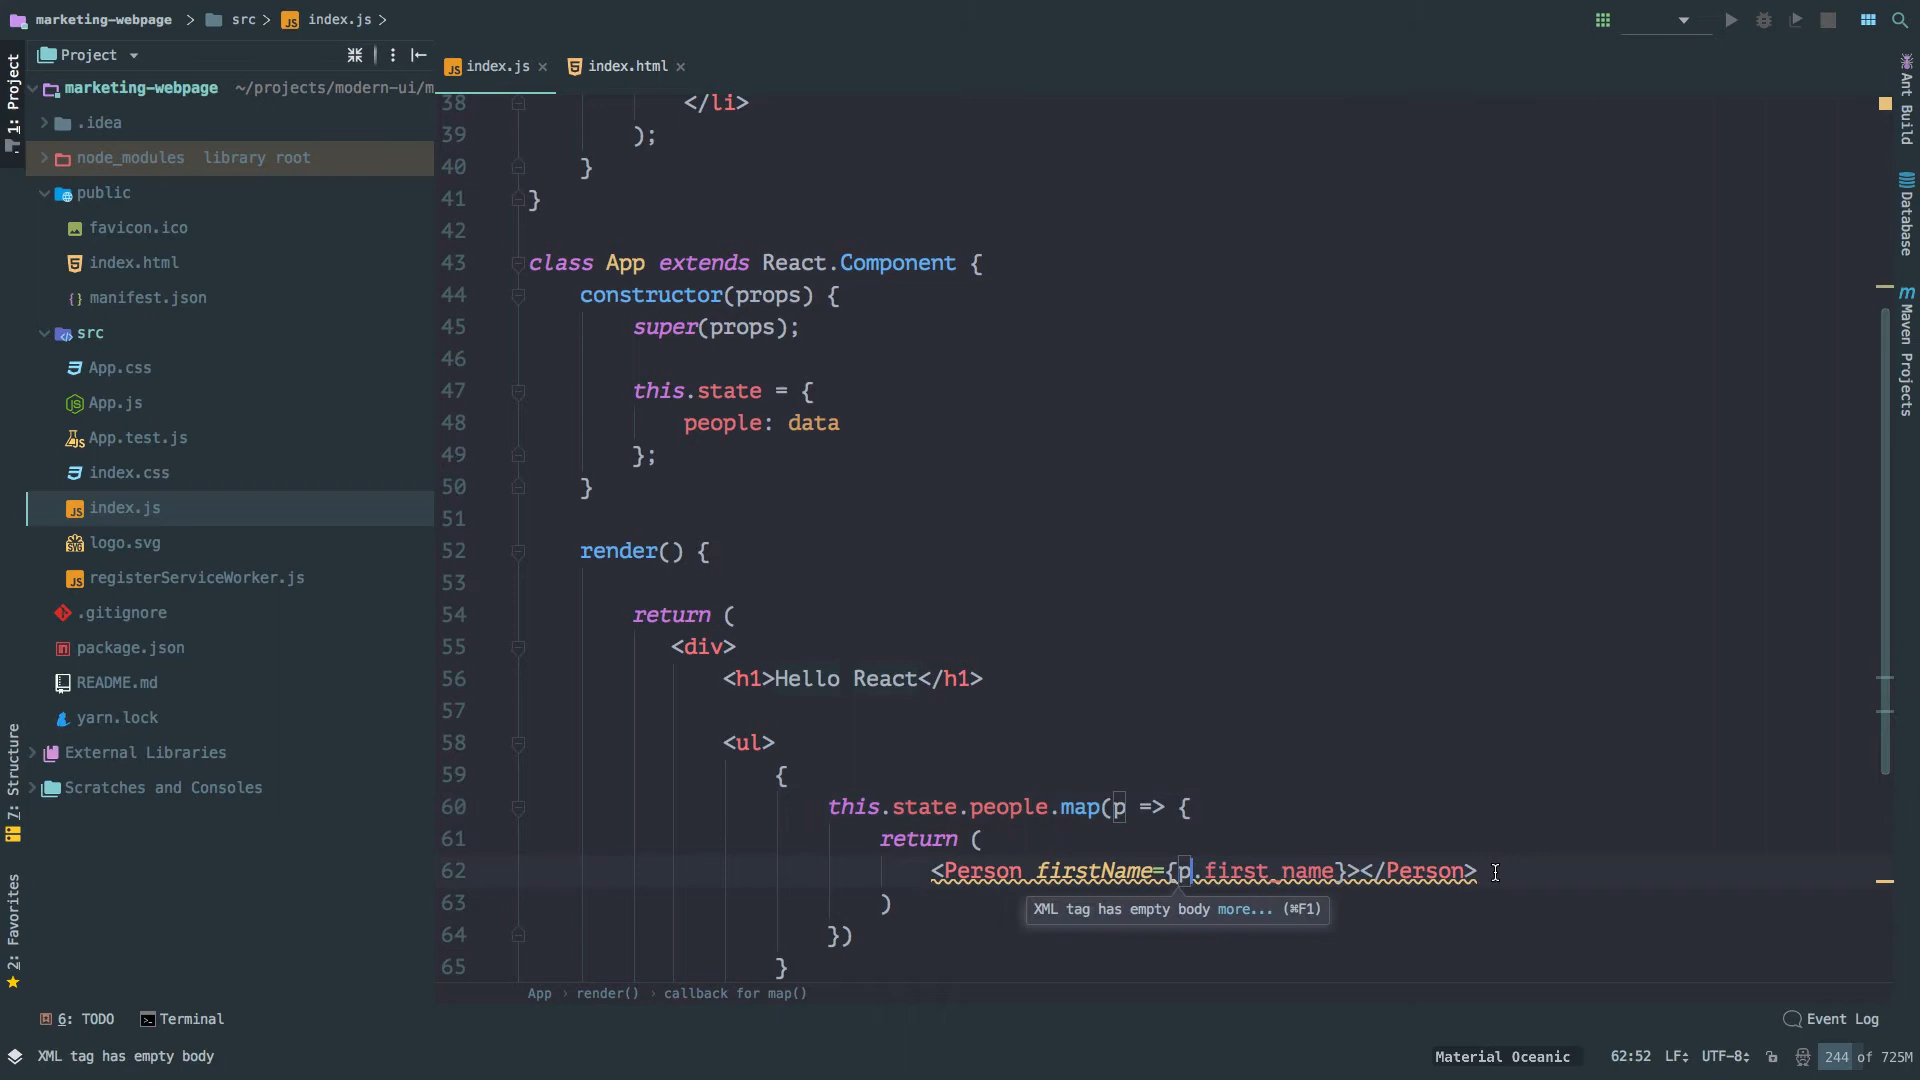 marketing-webpage src index.js
1: Project
Project
marketing-webpage ~/projects/modern-ui/m
.idea
node_modules library root
public
favicon.ico
index.html
manifest.json
src
App.css
App.js
App.test.js
index.css
index.js
logo.svg
registerServiceWorker.js
.gitignore
package.json
README.md
yarn.lock
External Libraries
Scratches and Consoles
7: Structure
2: Favorites
index.js
index.html
38 </li>
39 );
40 }
41 }
42
43 class App extends React.Component {
44 constructor(props) {
45 super(props);
46
47 this.state = {
48 people: data
49 };
50 }
51
52 render() {
53
54 return (
55 <div>
56 <h1>Hello React</h1>
57
58 <ul>
59 {
60 this.state.people.map(p => {
61 return (
62 <Person firstName={p.first_name}></Person>
63 )
XML tag has empty body more... (⌘F1)
64 })
65 }
App › render() › callback for map()
Ant Build
Database
Maven Projects
6: TODO
Terminal
Event Log
XML tag has empty body
Material Oceanic
62:52 LF UTF-8 244 of 725M